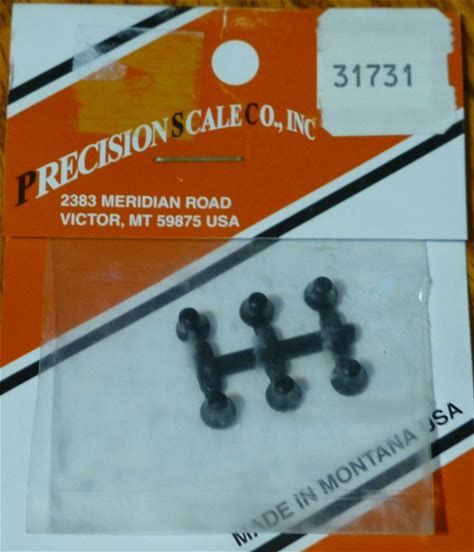 31731
PRECISION SCALE CO., INC
2383 MERIDIAN ROAD
VICTOR, MT 59875 USA
MADE IN MONTANA USA